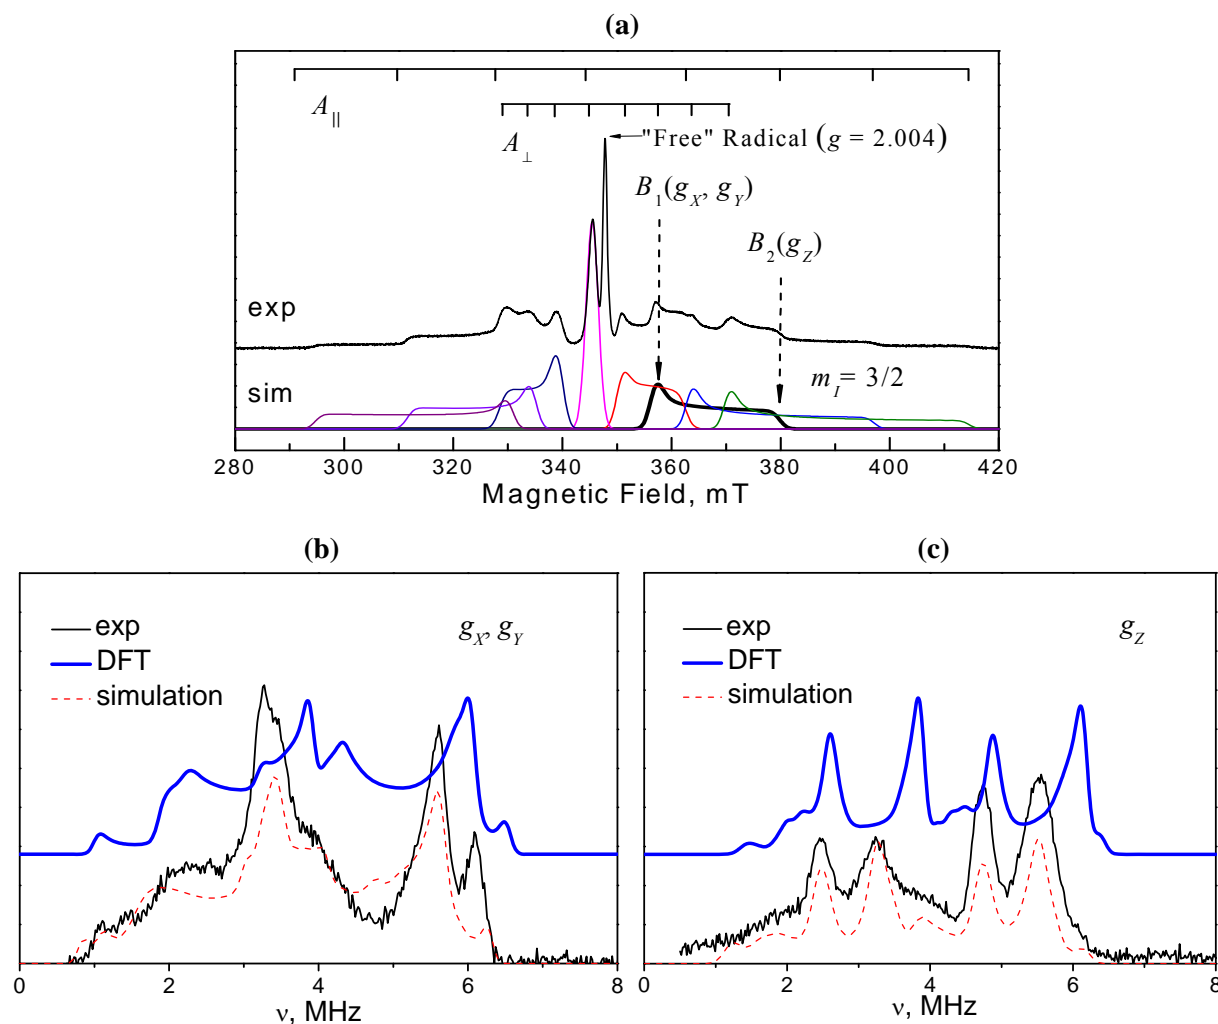 (a)
A||
A⊥
"Free" Radical (g = 2.004)
B1(gX, gY)
B2(gZ)
exp
sim
mI = 3/2
280 300 320 340 360 380 400 420
Magnetic Field, mT
(b)
exp
DFT
simulation
gX, gY
0 2 4 6 8
ν, MHz
(c)
exp
DFT
simulation
gZ
0 2 4 6 8
ν, MHz